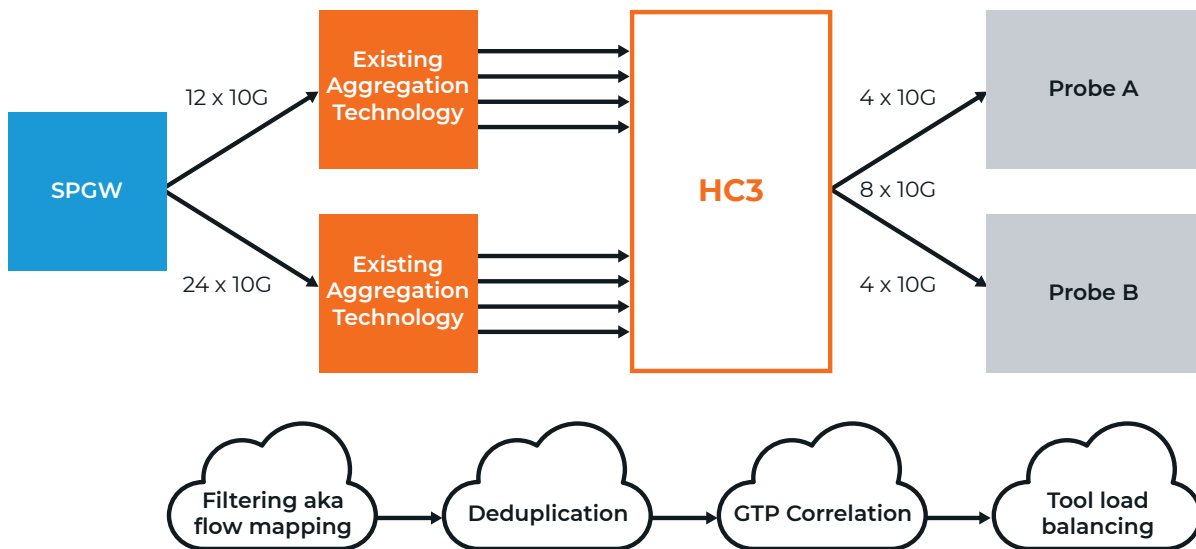 12 x 10G
Existing
Aggregation
Technology
SPGW
24 x 10G
Existing
Aggregation
Technology
HC3
4 x 10G
8 x 10G
4 x 10G
Probe A
Probe B
Filtering aka
flow mapping
Deduplication
GTP Correlation
Tool load
balancing